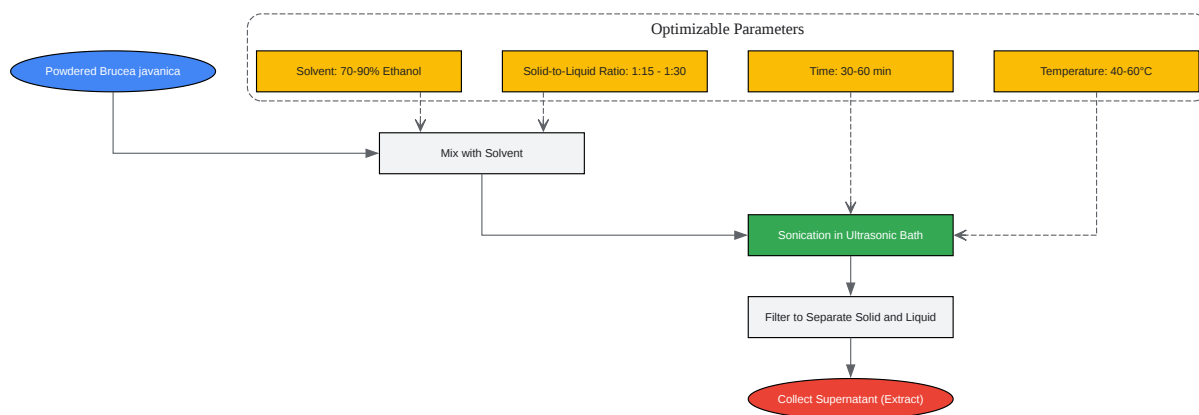 Optimizable Parameters
Powdered Brucea javanica
Solvent: 70-90% Ethanol
Solid-to-Liquid Ratio: 1:15 - 1:30
Time: 30-60 min
Temperature: 40-60°C
Mix with Solvent
Sonication in Ultrasonic Bath
Filter to Separate Solid and Liquid
Collect Supernatant (Extract)